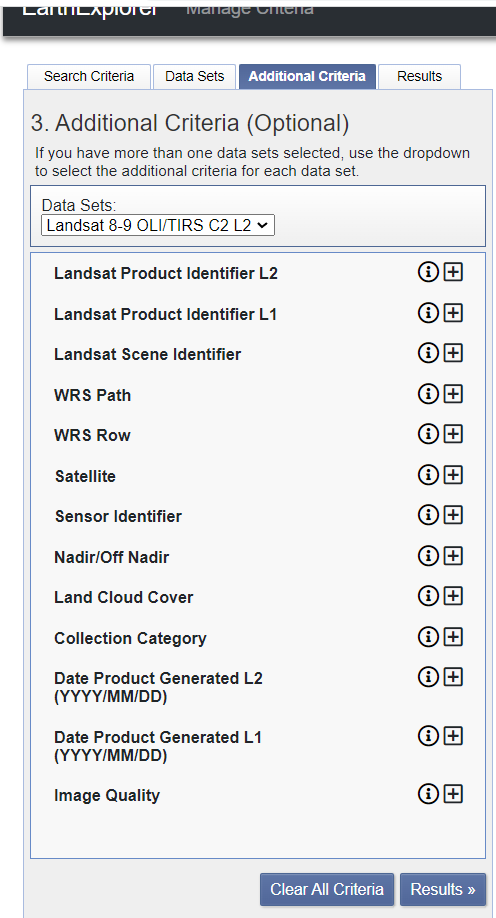 EarthExplorer Manage Criteria
Search Criteria Data Sets Additional Criteria Results
3. Additional Criteria (Optional)
If you have more than one data sets selected, use the dropdown
to select the additional criteria for each data set.
Data Sets:
Landsat 8-9 OLI/TIRS C2 L2
Landsat Product Identifier L2
Landsat Product Identifier L1
Landsat Scene Identifier
WRS Path
WRS Row
Satellite
Sensor Identifier
Nadir/Off Nadir
Land Cloud Cover
Collection Category
Date Product Generated L2
(YYYY/MM/DD)
Date Product Generated L1
(YYYY/MM/DD)
Image Quality
Clear All Criteria Results »